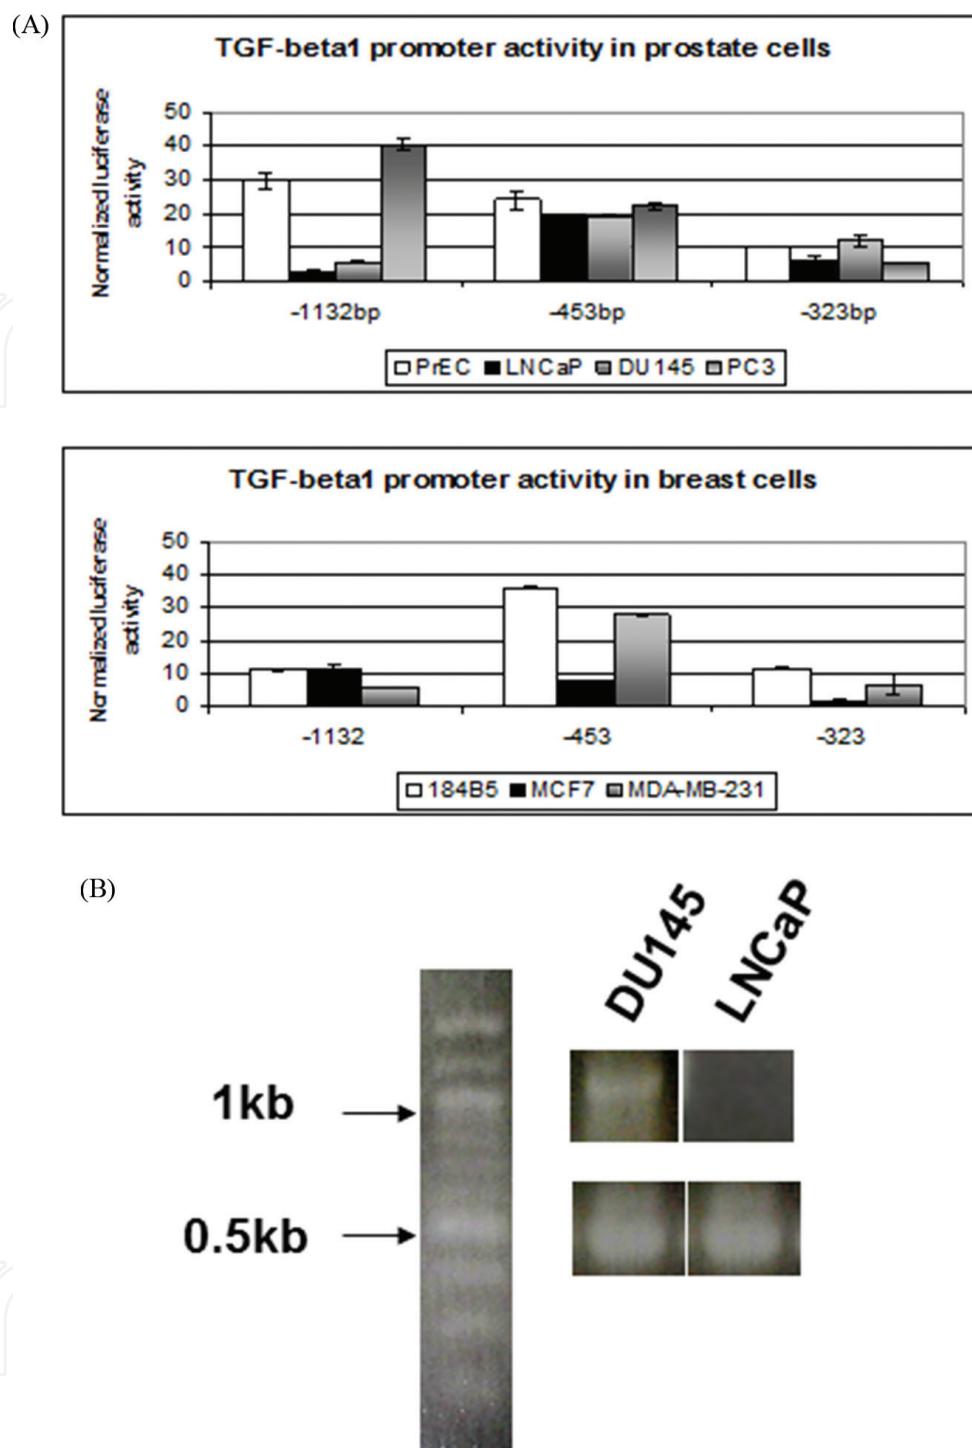 (A)
TGF-beta1 promoter activity in prostate cells
Normalized luciferase
activity
50
40
30
20
10
0
-1132bp
-453bp
-323bp
PrEC LNCaP DU145 PC3
TGF-beta1 promoter activity in breast cells
Normalized luciferase
activity
50
40
30
20
10
0
-1132
-453
-323
184B5 MCF7 MDA-MB-231
(B)
DU145
LNCaP
1kb
0.5kb